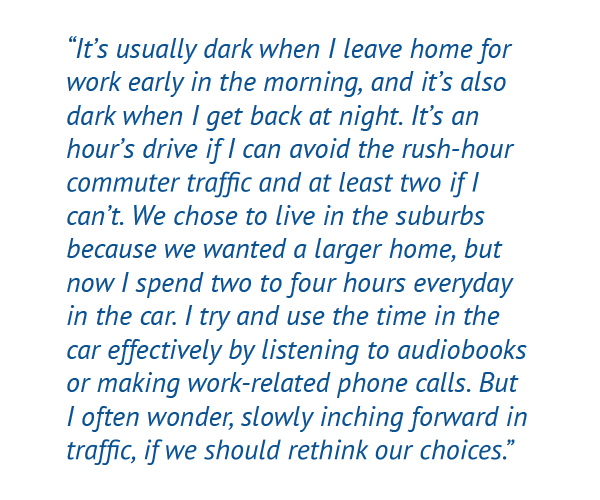 “It’s usually dark when I leave home for
work early in the morning, and it’s also
dark when I get back at night. It’s an
hour’s drive if I can avoid the rush-hour
commuter traffic and at least two if I
can’t. We chose to live in the suburbs
because we wanted a larger home, but
now I spend two to four hours everyday
in the car. I try and use the time in the
car effectively by listening to audiobooks
or making work-related phone calls. But
I often wonder, slowly inching forward in
traffic, if we should rethink our choices.”